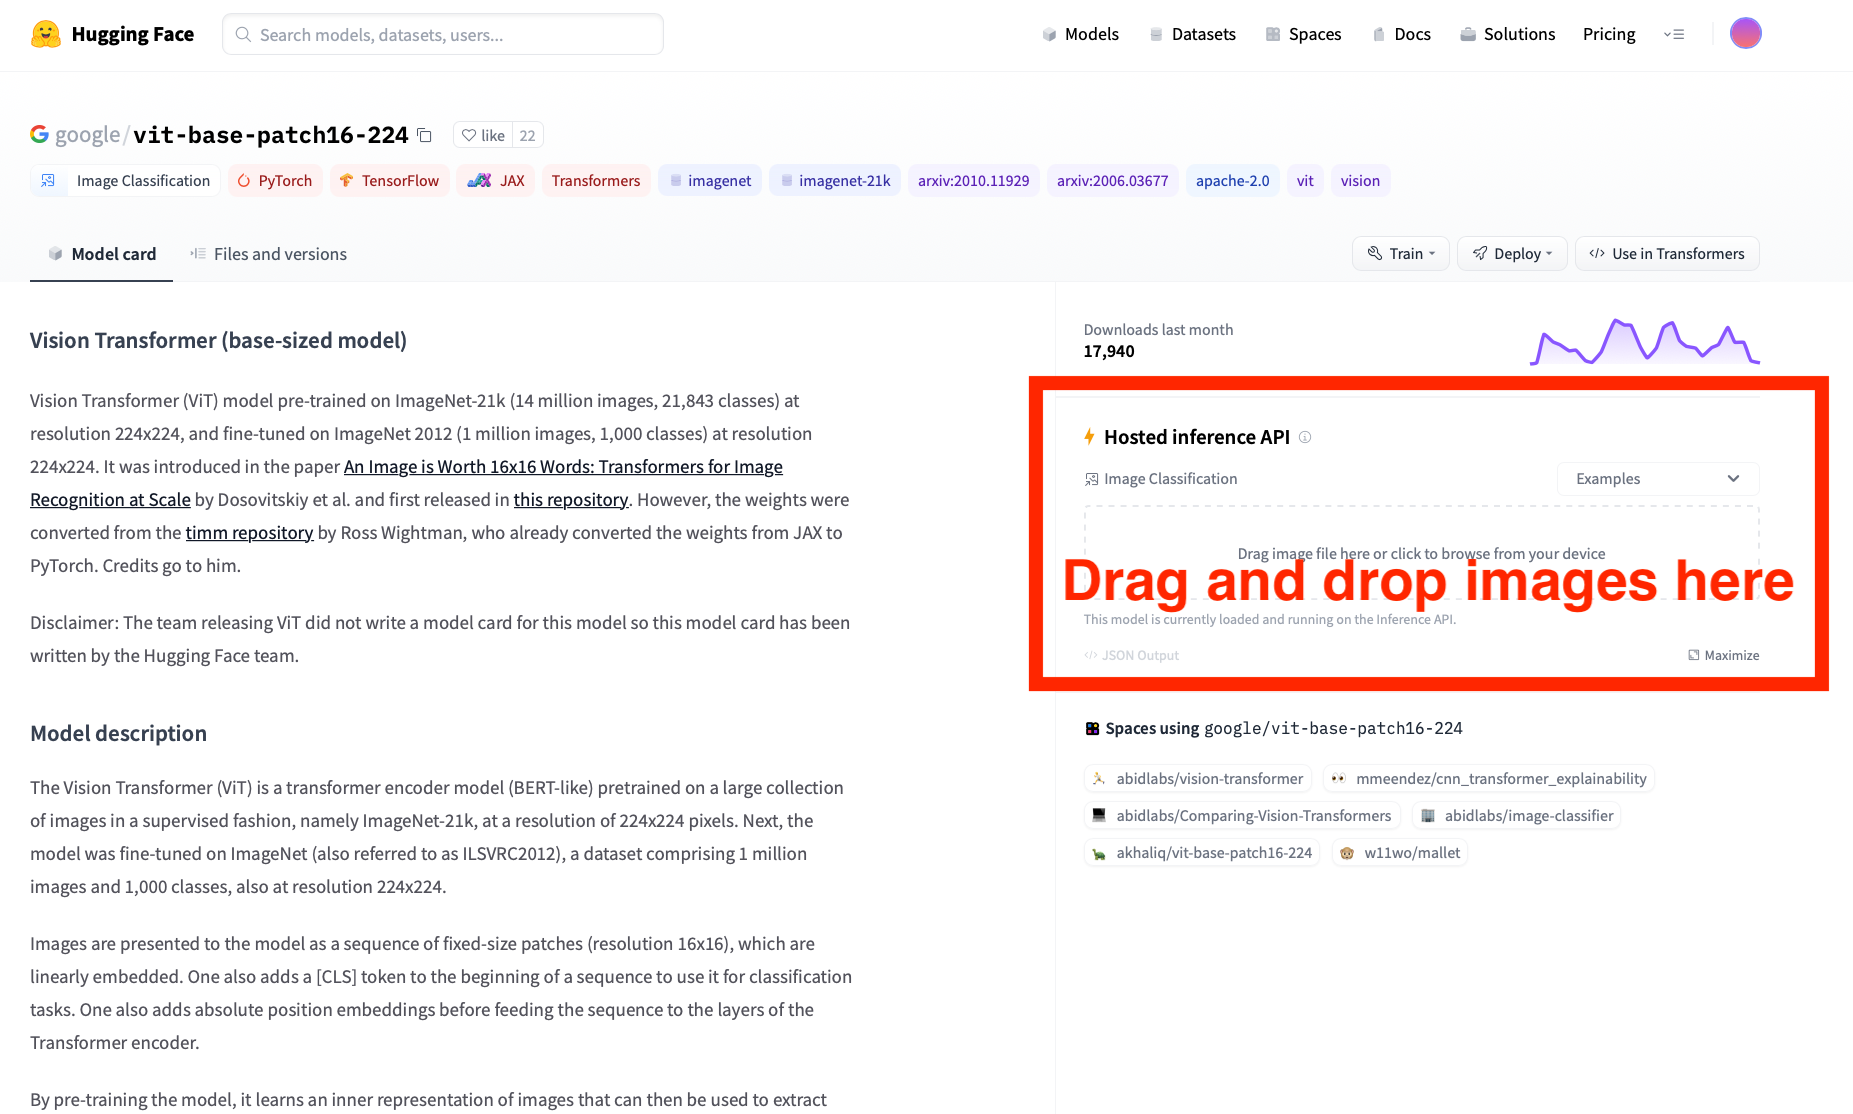 Hugging Face
Search models, datasets, users...
Models
Datasets
Spaces
Docs
Solutions
Pricing
google/vit-base-patch16-224
like 22
Image Classification
PyTorch
TensorFlow
JAX
Transformers
imagenet
imagenet-21k
arxiv:2010.11929
arxiv:2006.03677
apache-2.0
vit
vision
Model card
Files and versions
Train
Deploy
</> Use in Transformers
Vision Transformer (base-sized model)
Vision Transformer (ViT) model pre-trained on ImageNet-21k (14 million images, 21,843 classes) at
resolution 224x224, and fine-tuned on ImageNet 2012 (1 million images, 1,000 classes) at resolution
224x224. It was introduced in the paper An Image is Worth 16x16 Words: Transformers for Image
Recognition at Scale by Dosovitskiy et al. and first released in this repository. However, the weights were
converted from the timm repository by Ross Wightman, who already converted the weights from JAX to
PyTorch. Credits go to him.
Disclaimer: The team releasing ViT did not write a model card for this model so this model card has been
written by the Hugging Face team.
Model description
The Vision Transformer (ViT) is a transformer encoder model (BERT-like) pretrained on a large collection
of images in a supervised fashion, namely ImageNet-21k, at a resolution of 224x224 pixels. Next, the
model was fine-tuned on ImageNet (also referred to as ILSVRC2012), a dataset comprising 1 million
images and 1,000 classes, also at resolution 224x224.
Images are presented to the model as a sequence of fixed-size patches (resolution 16x16), which are
linearly embedded. One also adds a [CLS] token to the beginning of a sequence to use it for classification
tasks. One also adds absolute position embeddings before feeding the sequence to the layers of the
Transformer encoder.
By pre-training the model, it learns an inner representation of images that can then be used to extract
Downloads last month
17,940
Hosted inference API
Image Classification
Examples
Drag image file here or click to browse from your device
Drag and drop images here
This model is currently loaded and running on the Inference API.
</> JSON Output
Maximize
Spaces using google/vit-base-patch16-224
abidlabs/vision-transformer
mmeendez/cnn_transformer_explainability
abidlabs/Comparing-Vision-Transformers
abidlabs/image-classifier
akhaliq/vit-base-patch16-224
w11wo/mallet